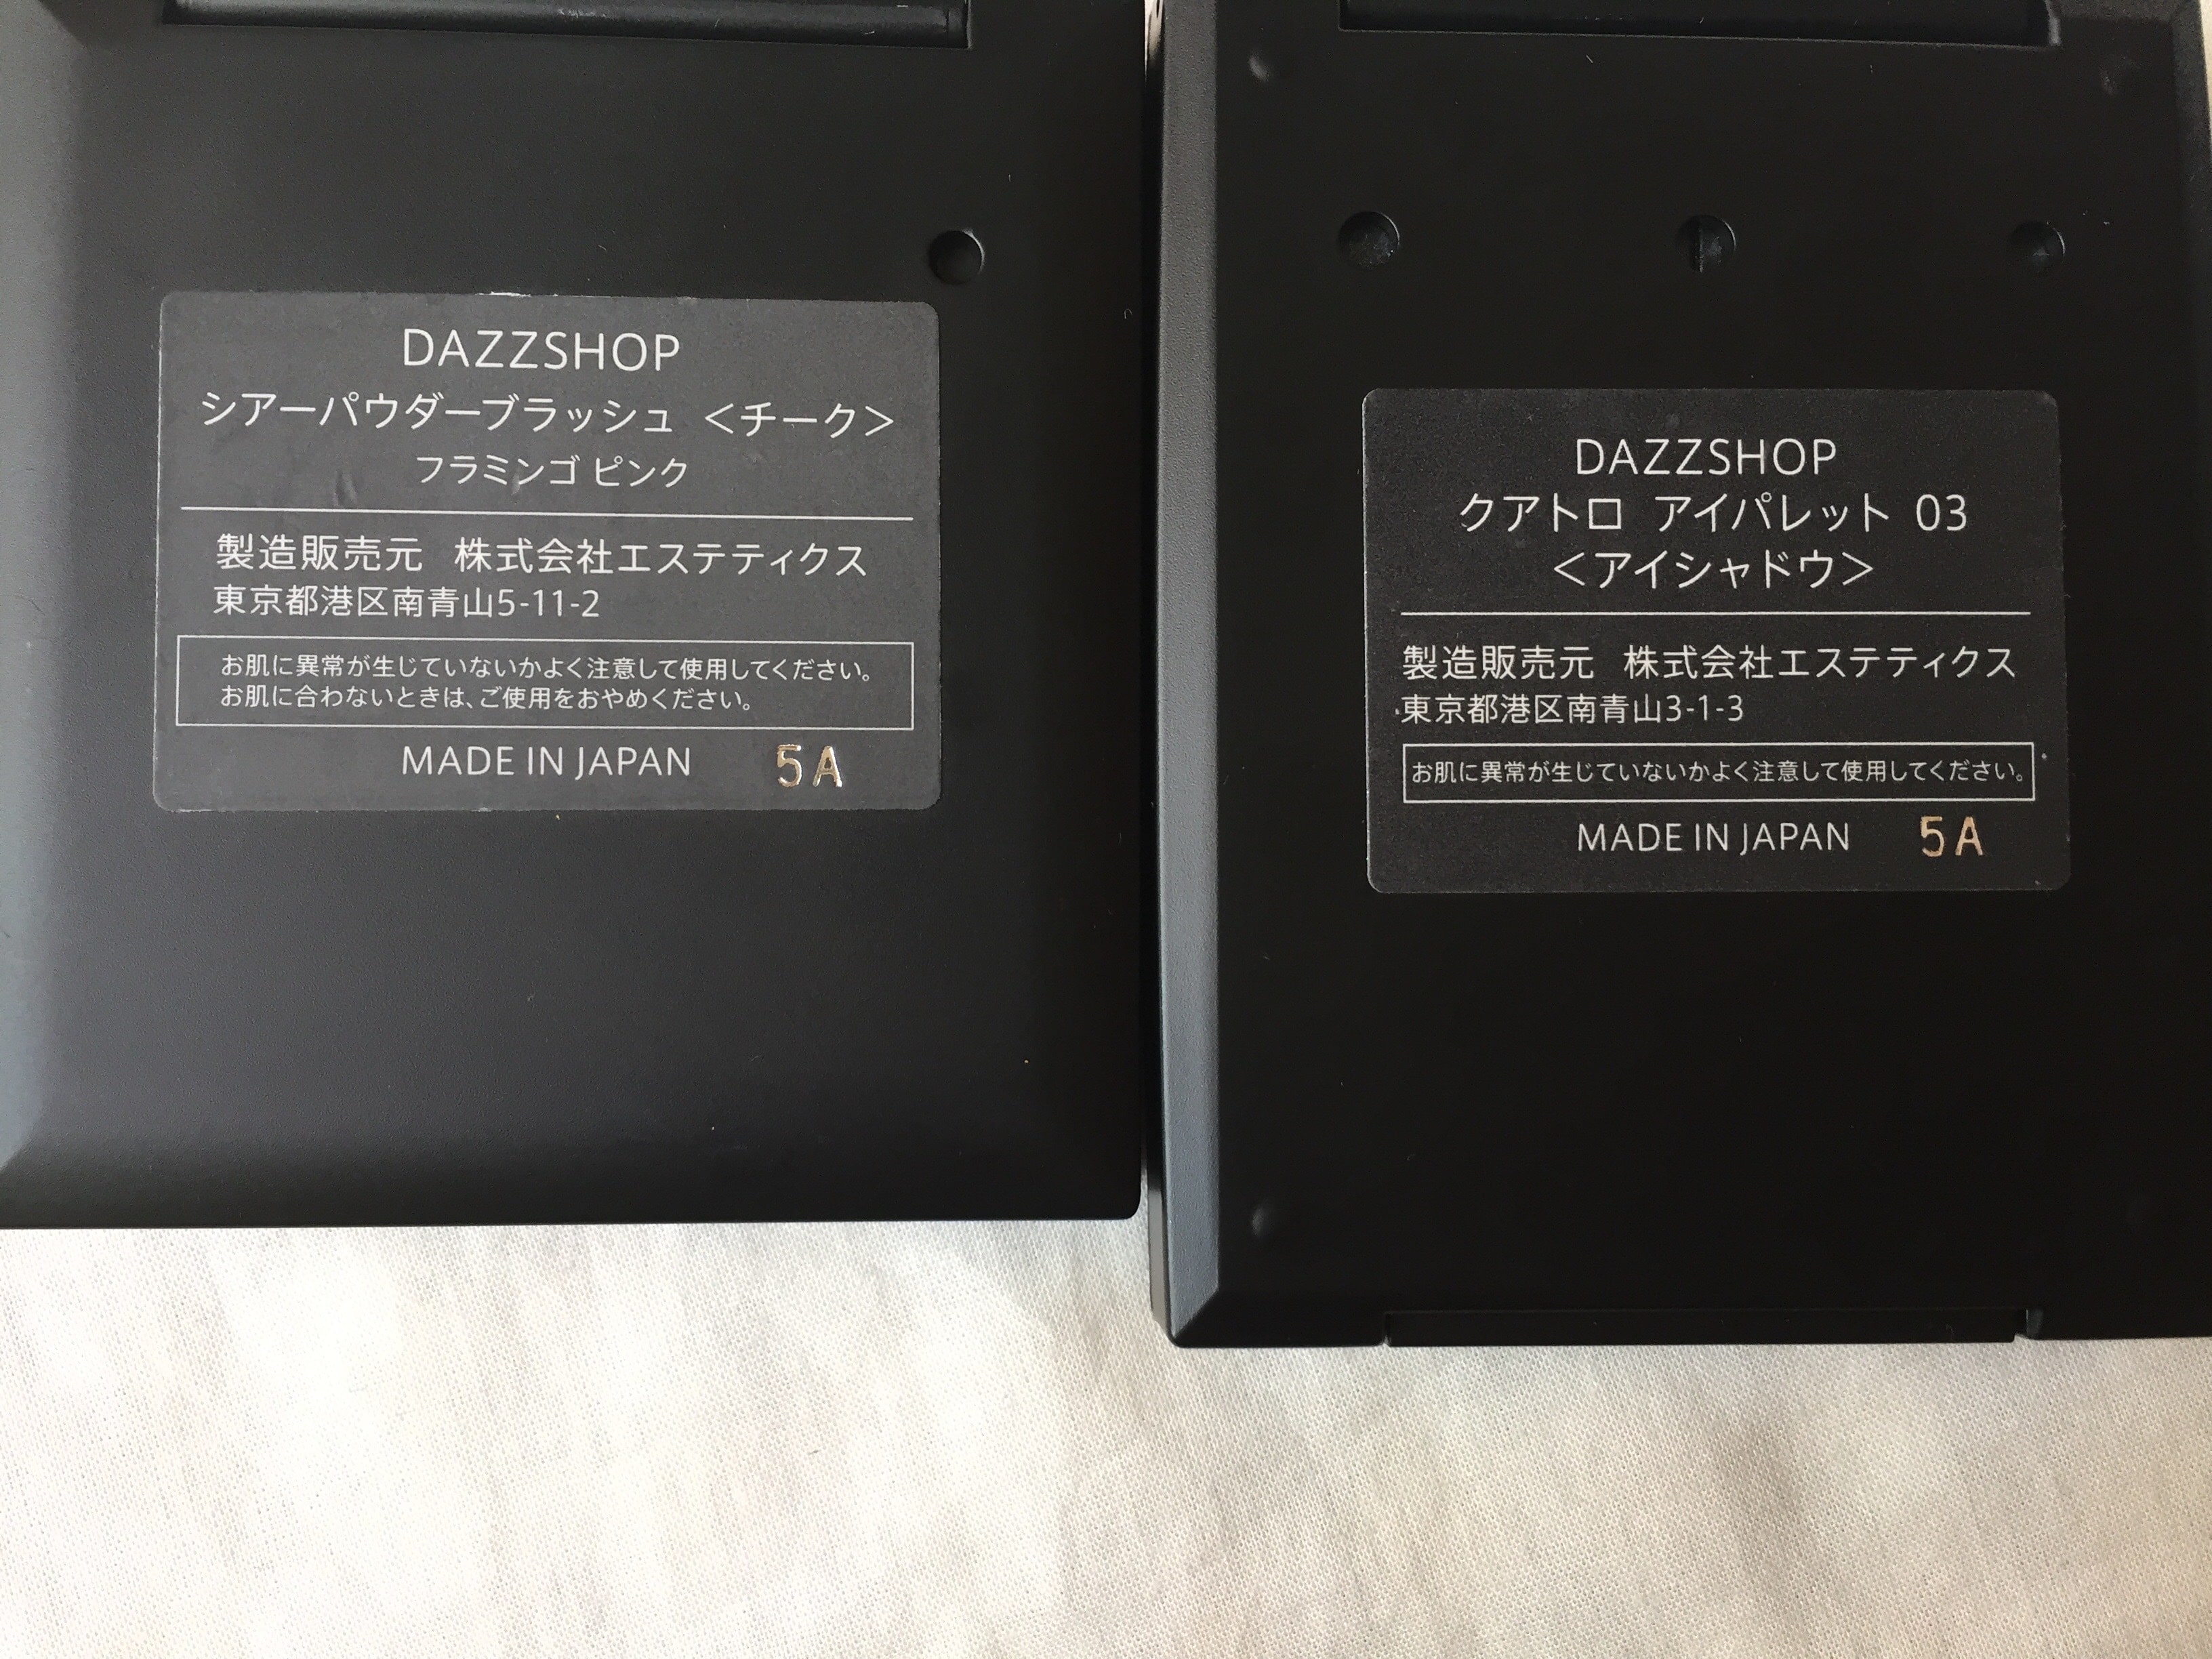 DAZZSHOP
シアーパウダーブラッシュ <チーク>
フラミンゴ ピンク
製造販売元 株式会社エステティクス
東京都港区南青山5-11-2
お肌に異常が生じていないかよく注意して使用してください。
お肌に合わないときは、ご使用をおやめください。
MADE IN JAPAN 5A
DAZZSHOP
クアトロ アイパレット 03
<アイシャドウ>
製造販売元 株式会社エステティクス
東京都港区南青山3-1-3
お肌に異常が生じていないかよく注意して使用してください。
MADE IN JAPAN 5A